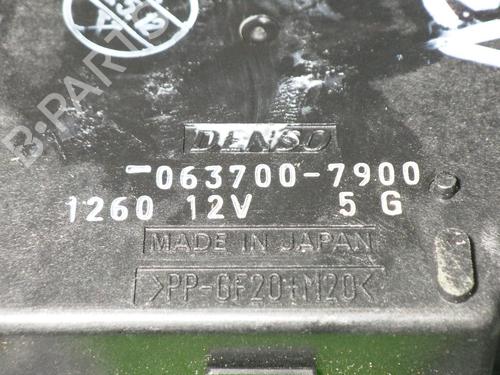 B-PARTS
DENSO
-063700-7900
1260 12V 5 G
MADE IN JAPAN
>PP-GF20+M20<